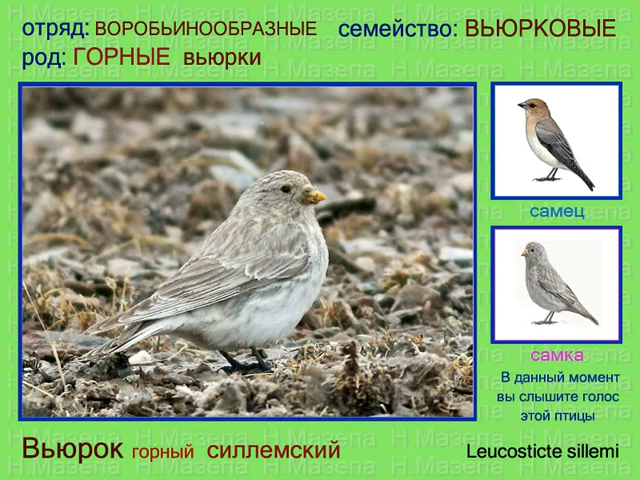 отряд: ВОРОБЬИНООБРАЗНЫЕ семейство: ВЬЮРКОВЫЕ
род: ГОРНЫЕ вьюрки
самец
самка
В данный момент
вы слышите голос
этой птицы
Вьюрок горный силлемский Leucosticte sillemi
Н.Мазепа